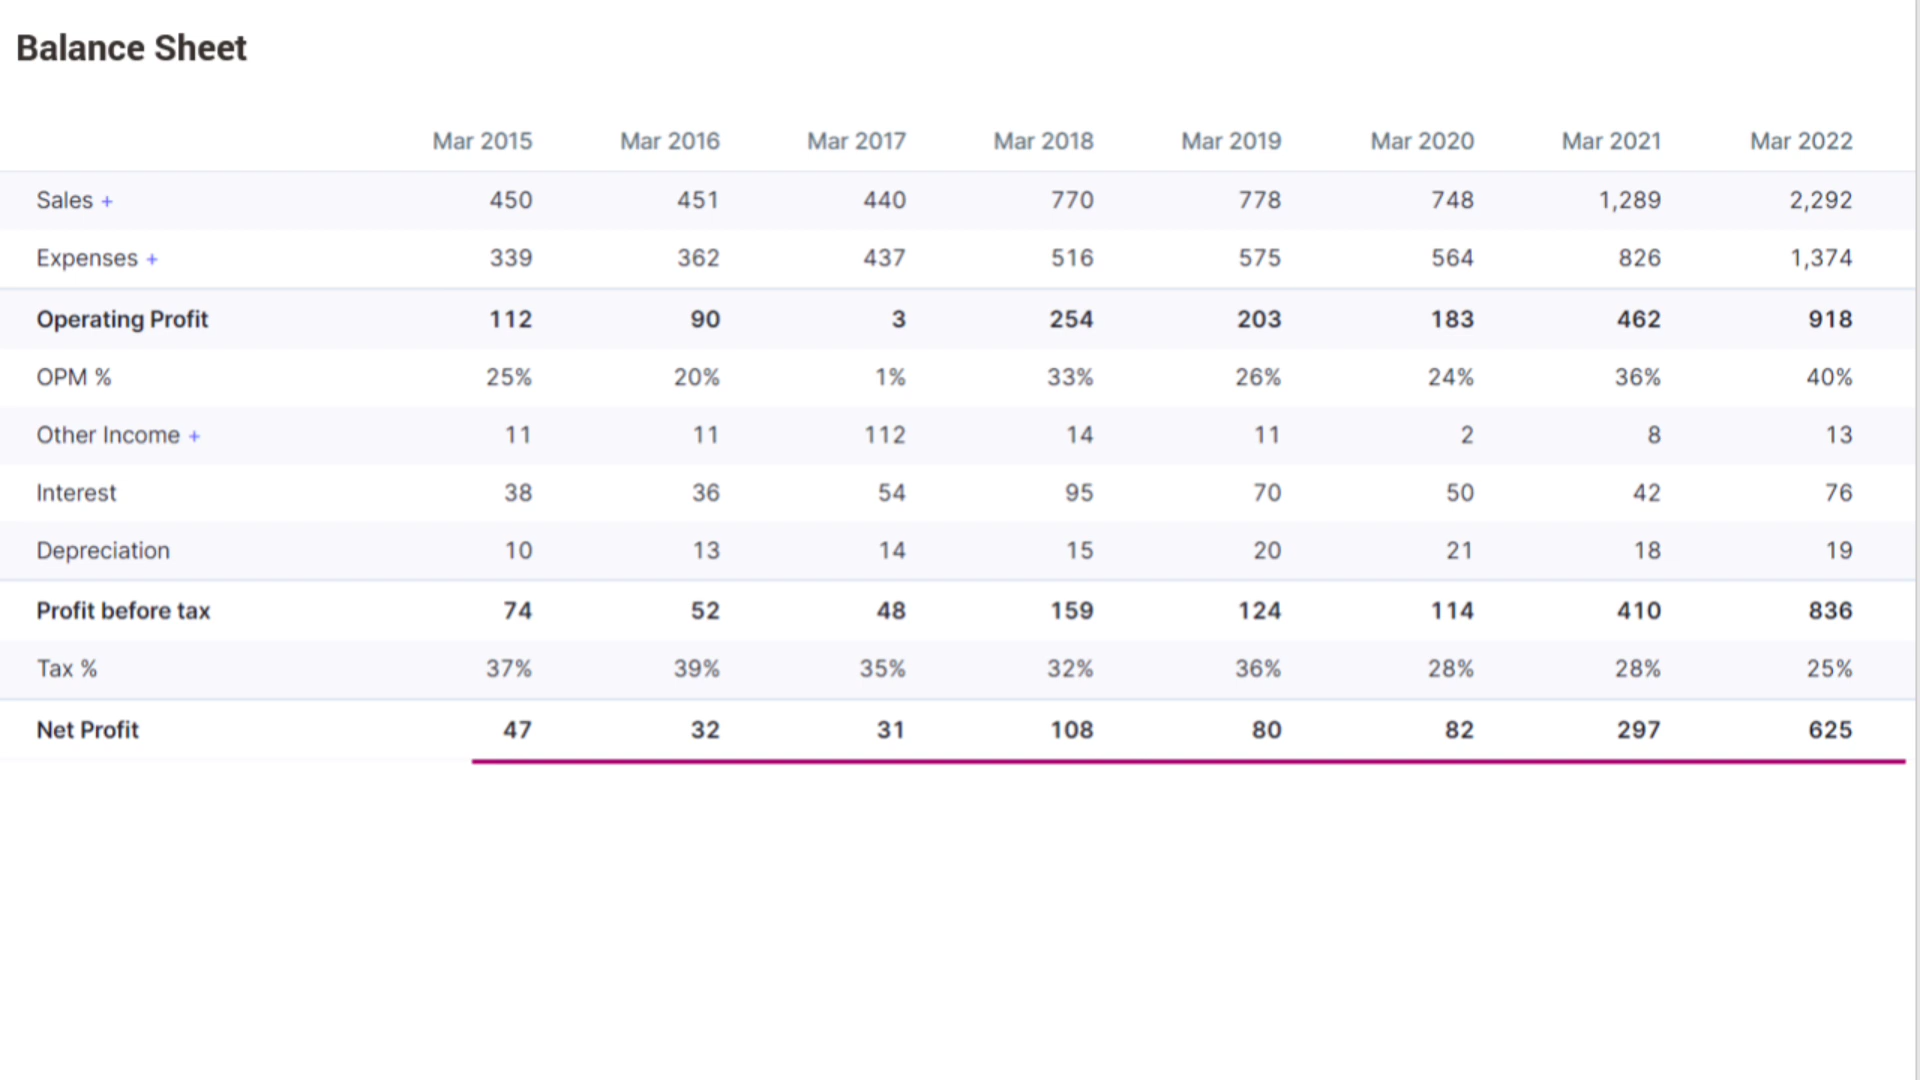 Balance Sheet
Mar 2015 Mar 2016 Mar 2017 Mar 2018 Mar 2019 Mar 2020 Mar 2021 Mar 2022
Sales + 450 451 440 770 778 748 1,289 2,292
Expenses + 339 362 437 516 575 564 826 1,374
Operating Profit 112 90 3 254 203 183 462 918
OPM % 25% 20% 1% 33% 26% 24% 36% 40%
Other Income + 11 11 112 14 11 2 8 13
Interest 38 36 54 95 70 50 42 76
Depreciation 10 13 14 15 20 21 18 19
Profit before tax 74 52 48 159 124 114 410 836
Tax % 37% 39% 35% 32% 36% 28% 28% 25%
Net Profit 47 32 31 108 80 82 297 625